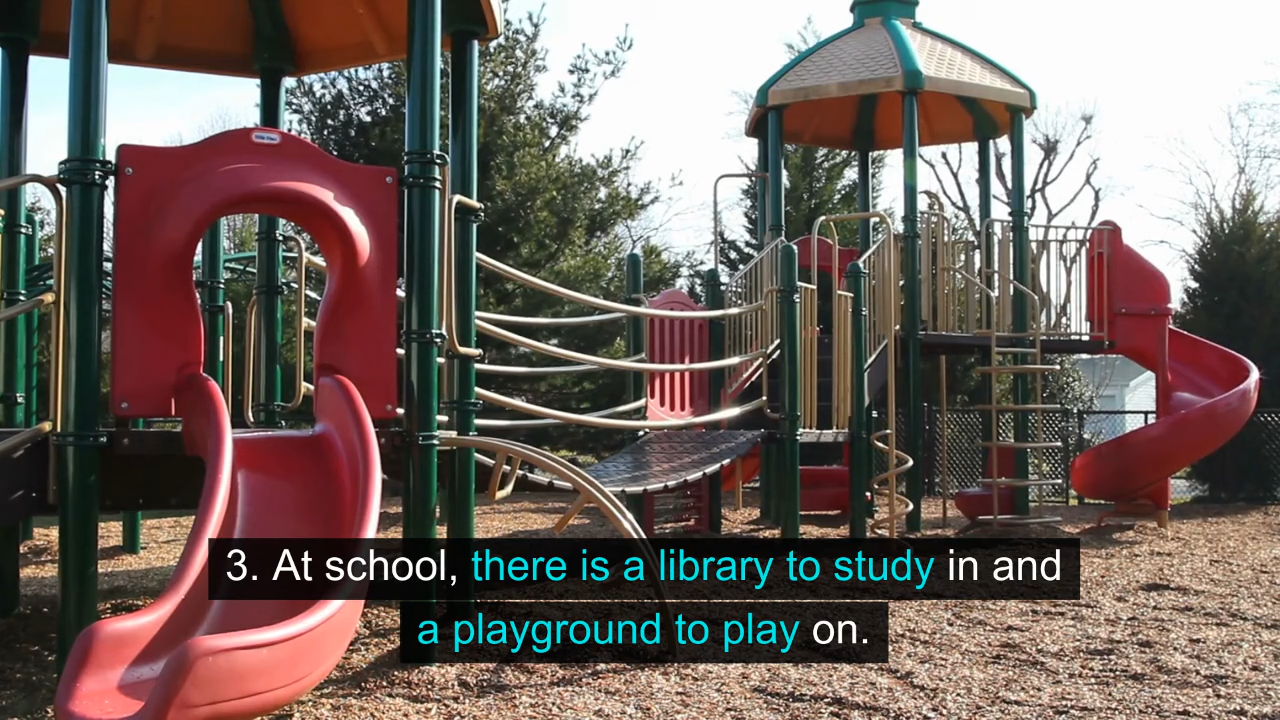 3. At school, there is a library to study in and
a playground to play on.